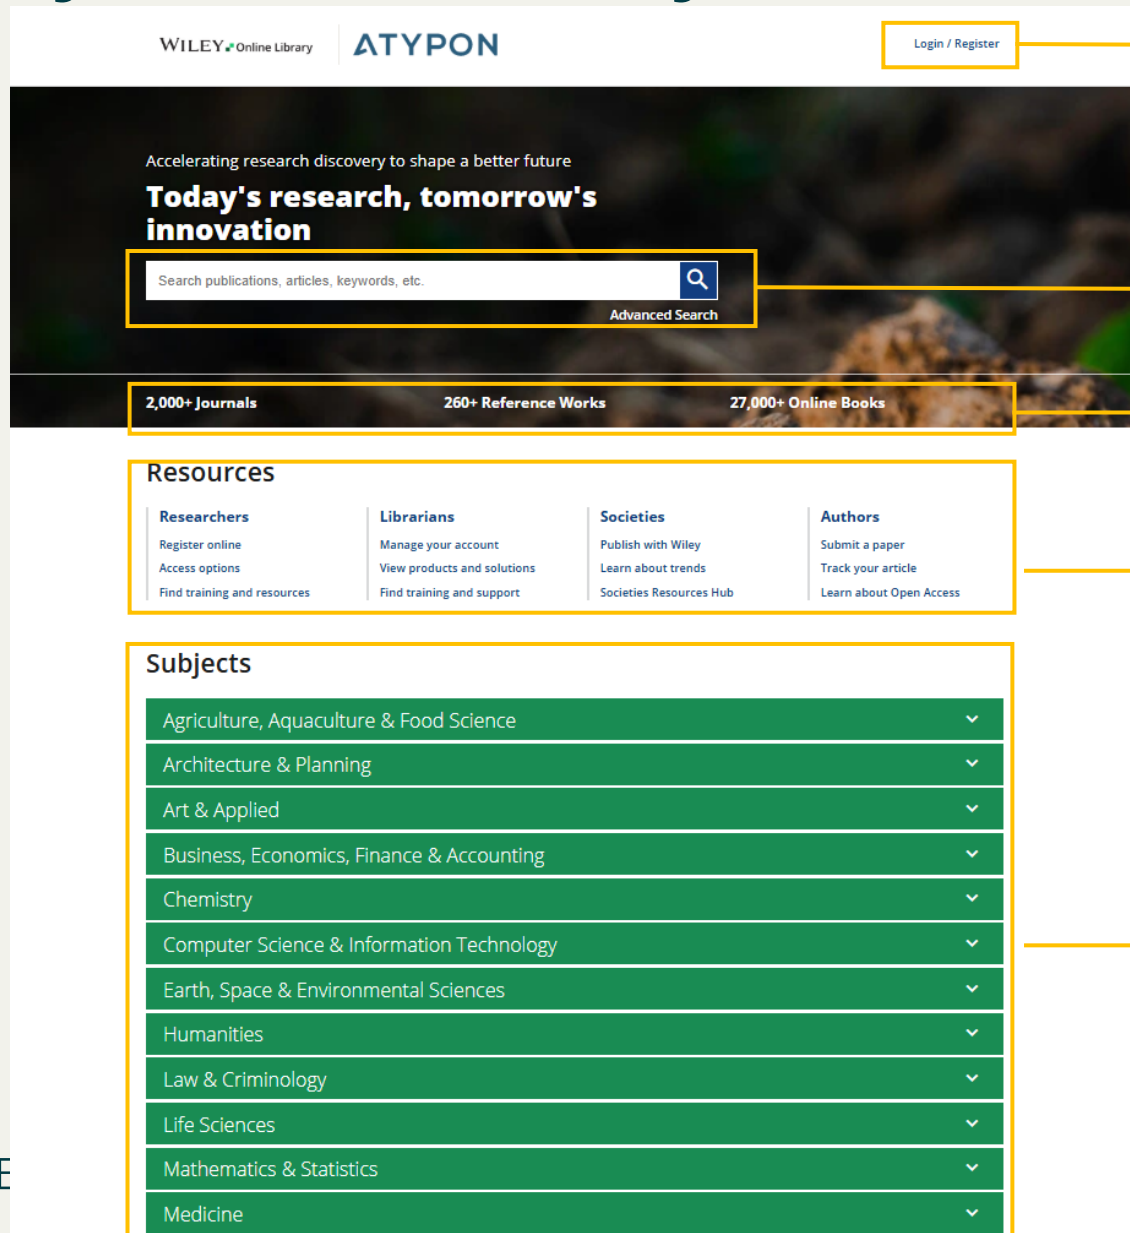 WILEY Online Library
ATYPON
Login / Register
Accelerating research discovery to shape a better future
Today's research, tomorrow's
innovation
Search publications, articles, keywords, etc.
Advanced Search
2,000+ Journals 260+ Reference Works 27,000+ Online Books
Resources
Researchers
Register online
Access options
Find training and resources
Librarians
Manage your account
View products and solutions
Find training and support
Societies
Publish with Wiley
Learn about trends
Societies Resources Hub
Authors
Submit a paper
Track your article
Learn about Open Access
Subjects
Agriculture, Aquaculture & Food Science
Architecture & Planning
Art & Applied
Business, Economics, Finance & Accounting
Chemistry
Computer Science & Information Technology
Earth, Space & Environmental Sciences
Humanities
Law & Criminology
Life Sciences
Mathematics & Statistics
Medicine